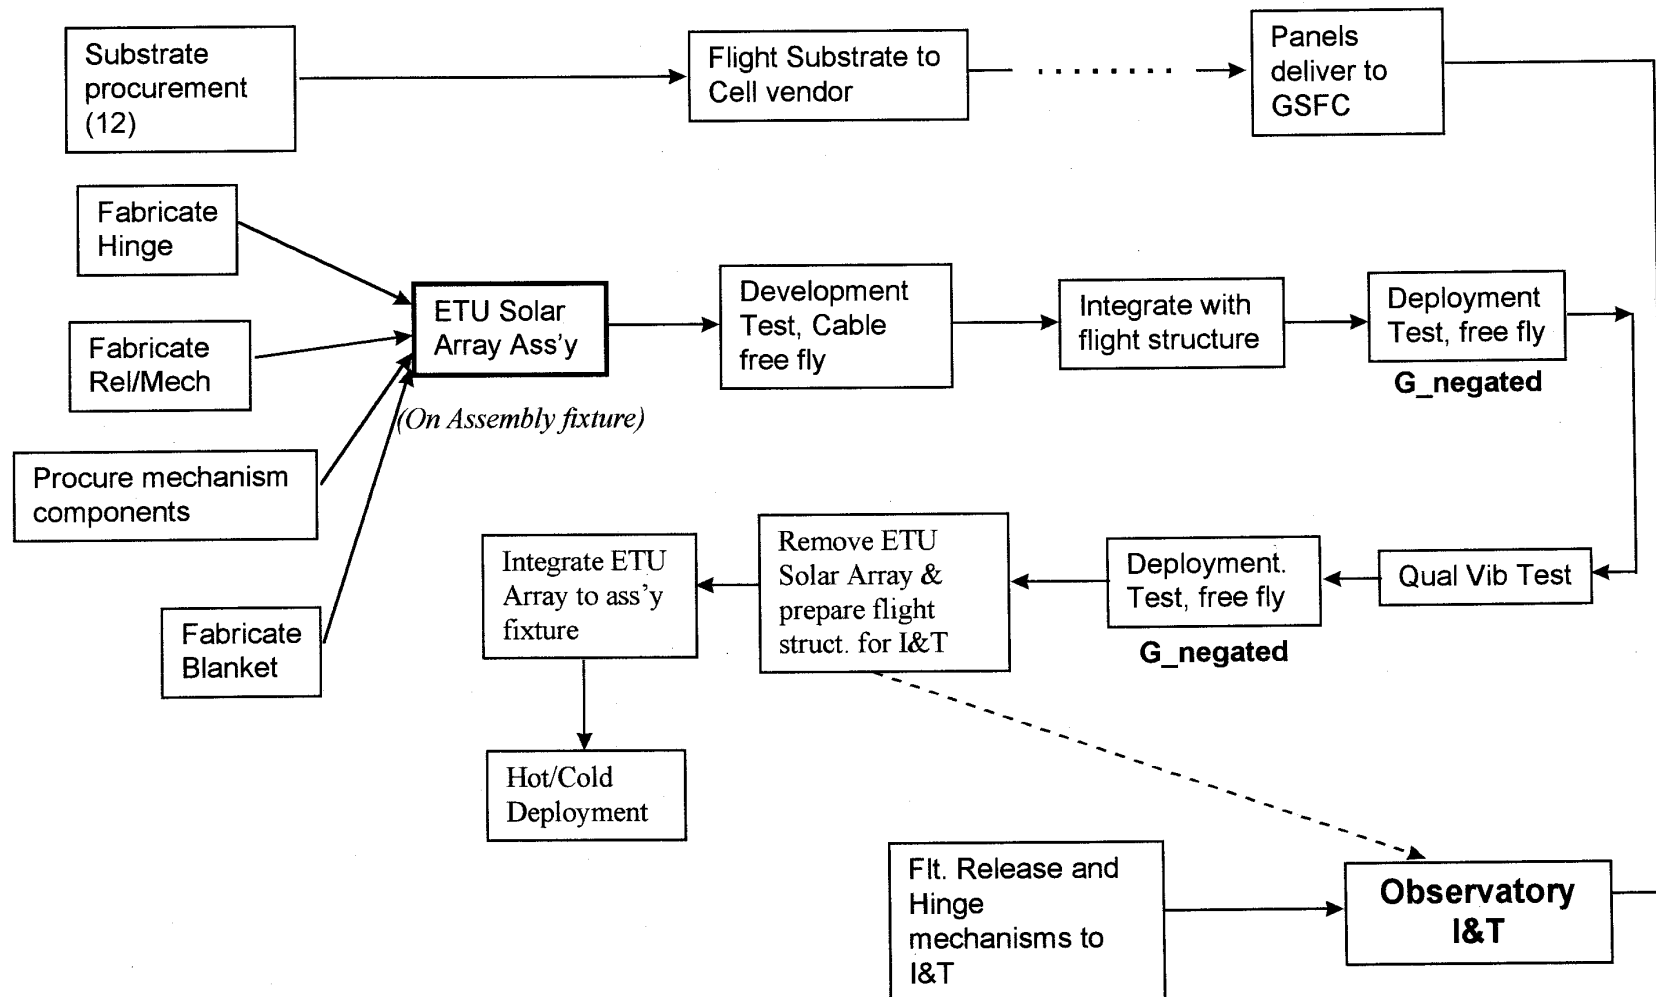 Substrate
procurement
(12)
Flight Substrate to
Cell vendor
Panels
deliver to
GSFC
Fabricate
Hinge
Fabricate
Rel/Mech
Procure mechanism
components
Fabricate
Blanket
ETU Solar
Array Ass'y
(On Assembly fixture)
Development
Test, Cable
free fly
Integrate with
flight structure
Deployment
Test, free fly
G_negated
Qual Vib Test
Deployment.
Test, free fly
G_negated
Remove ETU
Solar Array &
prepare flight
struct. for I&T
Integrate ETU
Array to ass'y
fixture
Hot/Cold
Deployment
Flt. Release and
Hinge
mechanisms to
I&T
Observatory
I&T